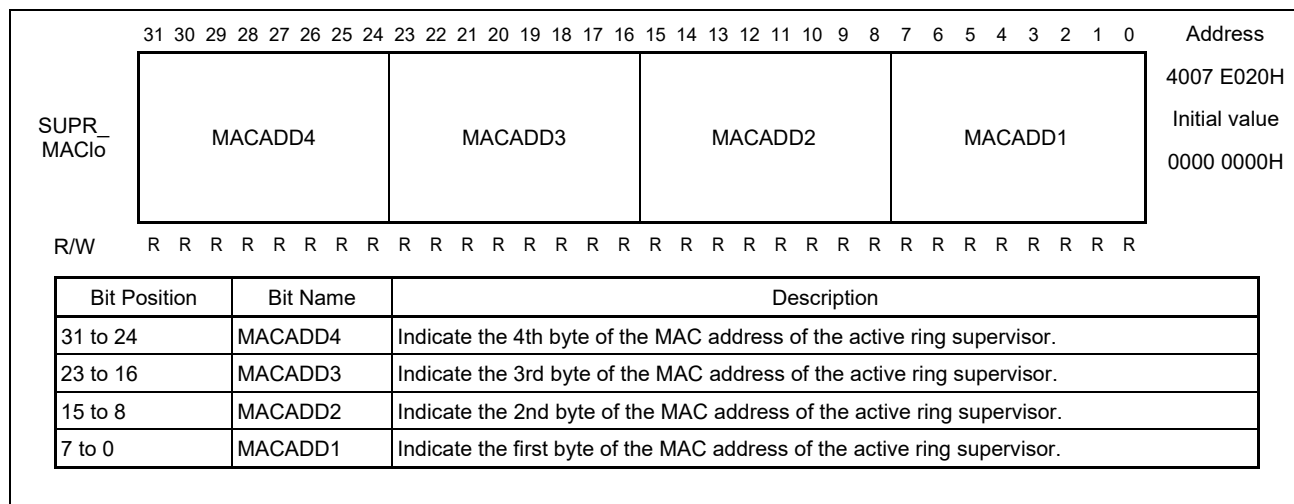 31 30 29 28 27 26 25 24 23 22 21 20 19 18 17 16 15 14 13 12 11 10 9 8 7 6 5 4 3 2 1 0 Address
4007 E020H
SUPR_
MAClo
MACADD4 MACADD3 MACADD2 MACADD1
Initial value
0000 0000H
R/W R R R R R R R R R R R R R R R R R R R R R R R R R R R R R R R R
Bit Position Bit Name Description
31 to 24 MACADD4 Indicate the 4th byte of the MAC address of the active ring supervisor.
23 to 16 MACADD3 Indicate the 3rd byte of the MAC address of the active ring supervisor.
15 to 8 MACADD2 Indicate the 2nd byte of the MAC address of the active ring supervisor.
7 to 0 MACADD1 Indicate the first byte of the MAC address of the active ring supervisor.